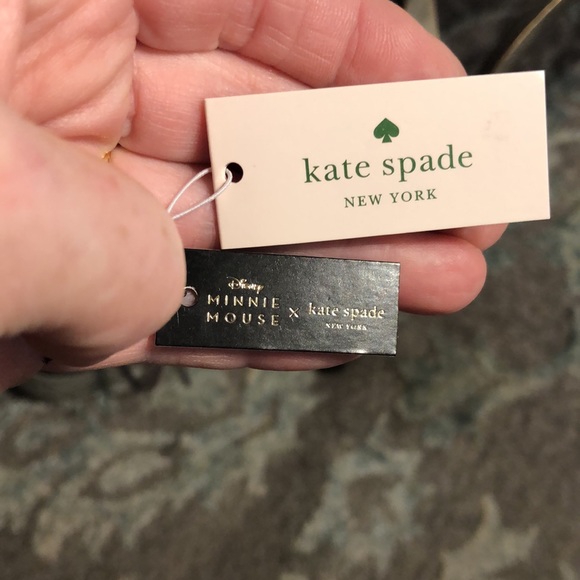 kate spade
NEW YORK
Disney
MINNIE
MOUSE x kate spade
NEW YORK